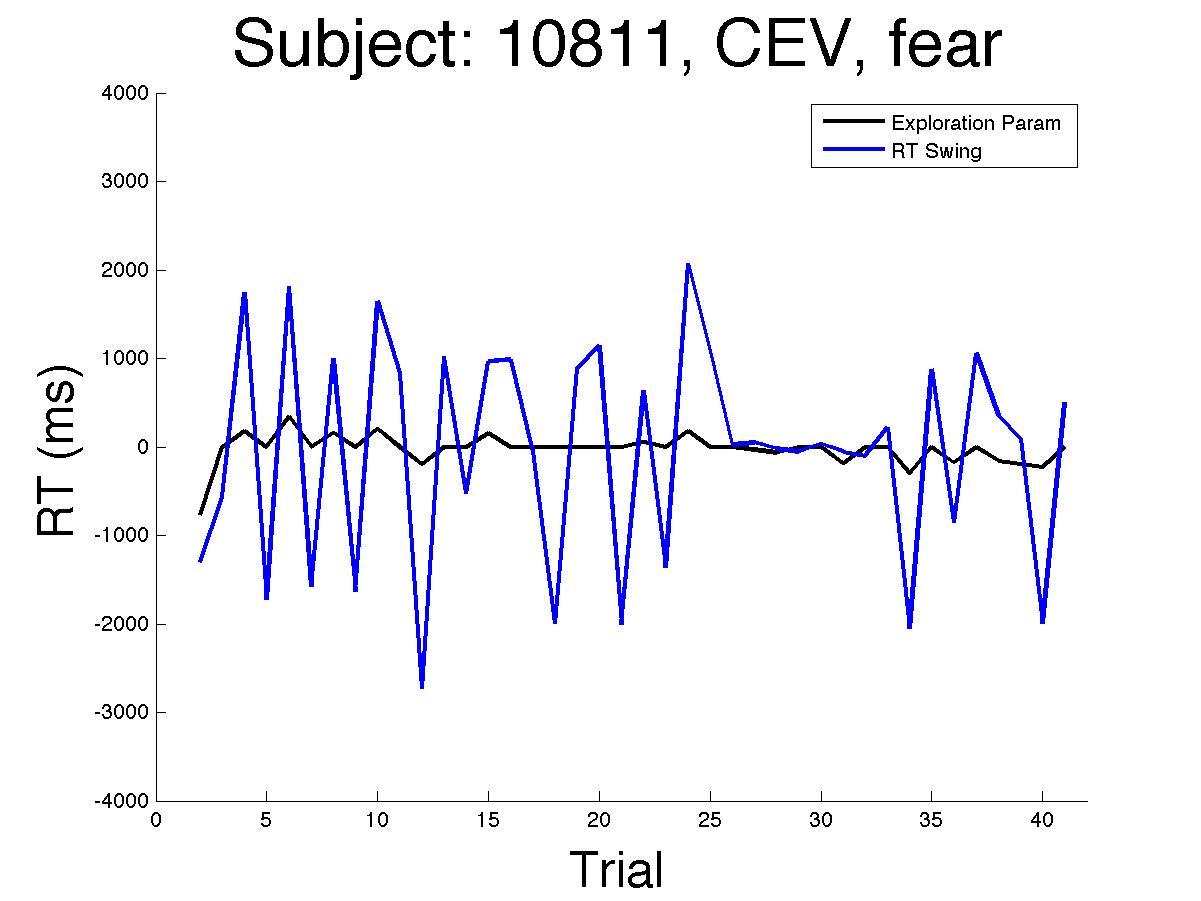 Subject: 10811, CEV, fear
4000
3000
2000
1000
0
-1000
-2000
-3000
-4000
RT (ms)
Exploration Param
RT Swing
0 5 10 15 20 25 30 35 40
Trial